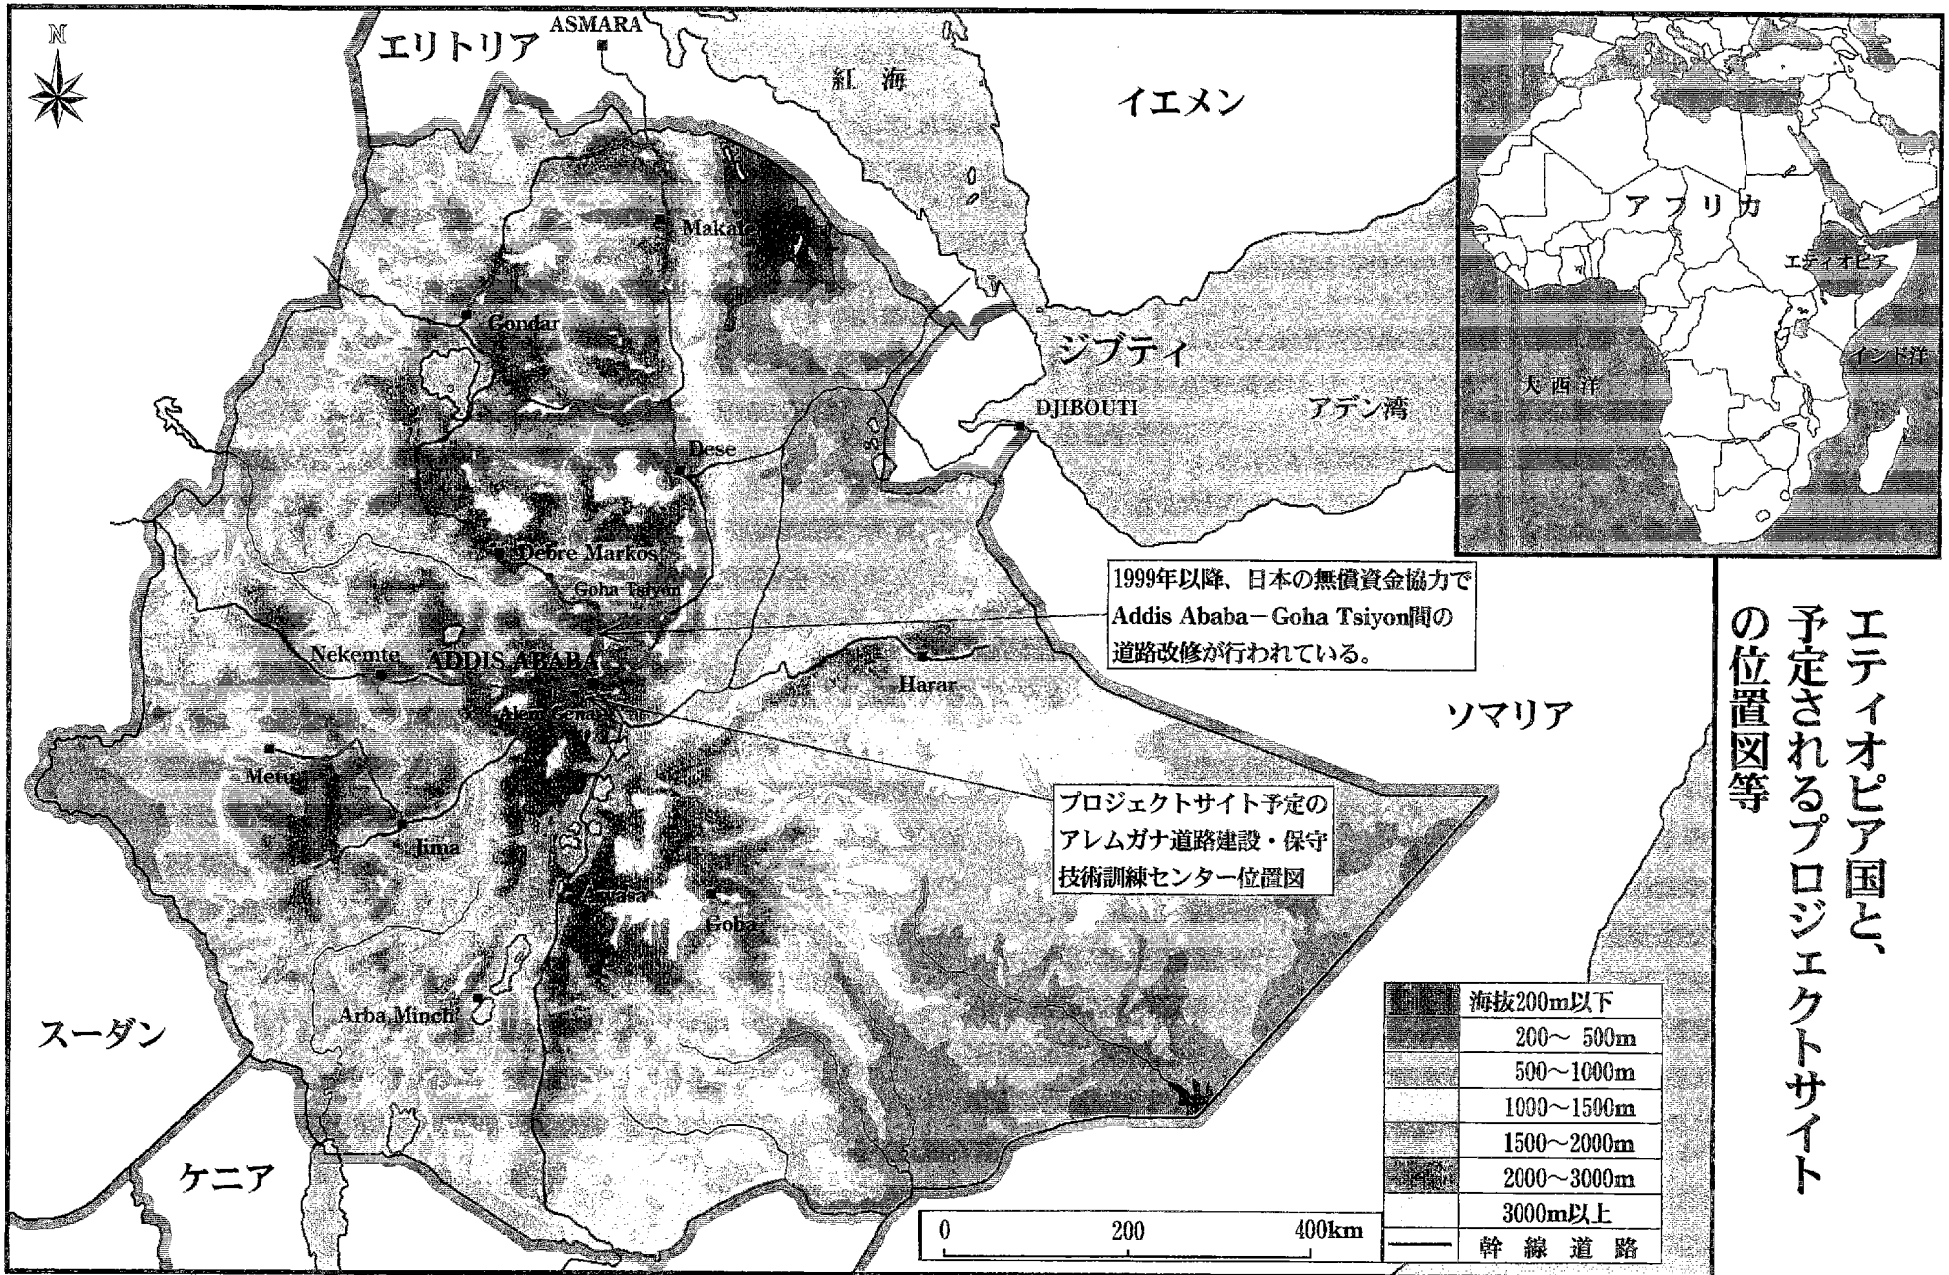 エティオピア国と、
予定されるプロジェクトサイト
の位置図等
N
エリトリア
ASMARA
紅海
イエメン
Makale
Gondar
ジブティ
DJIBOUTI
アデン湾
Dese
Debre Markos
Goha Tsiyon
1999年以降、日本の無償資金協力で
Addis Ababa－Goha Tsiyon間の
道路改修が行われている。
Nekemte
ADDIS ABABA
Harar
Alem Gena
ソマリア
Metu
Jima
プロジェクトサイト予定の
アレムガナ道路建設・保守
技術訓練センター位置図
Awasa
Goba
Arba Minch
スーダン
ケニア
0 200 400km
海抜200m以下
200～ 500m
500～1000m
1000～1500m
1500～2000m
2000～3000m
3000m以上
幹線道路
アフリカ
エティオピア
インド洋
大西洋